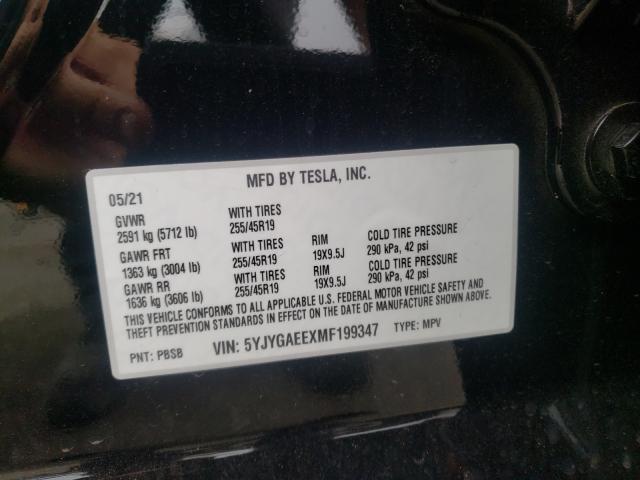 MFD BY TESLA, INC.
05/21
GVWR WITH TIRES
2591 kg (5712 lb) 255/45R19
GAWR FRT WITH TIRES RIM COLD TIRE PRESSURE
1363 kg (3004 lb) 255/45R19 19X9.5J 290 kPa, 42 psi
GAWR RR WITH TIRES RIM COLD TIRE PRESSURE
1636 kg (3606 lb) 255/45R19 19X9.5J 290 kPa, 42 psi
THIS VEHICLE CONFORMS TO ALL APPLICABLE U.S. FEDERAL MOTOR VEHICLE SAFETY AND
THEFT PREVENTION STANDARDS IN EFFECT ON THE DATE OF MANUFACTURE SHOWN ABOVE.
PNT: PBSB VIN: 5YJYGAEEXMF199347 TYPE: MPV